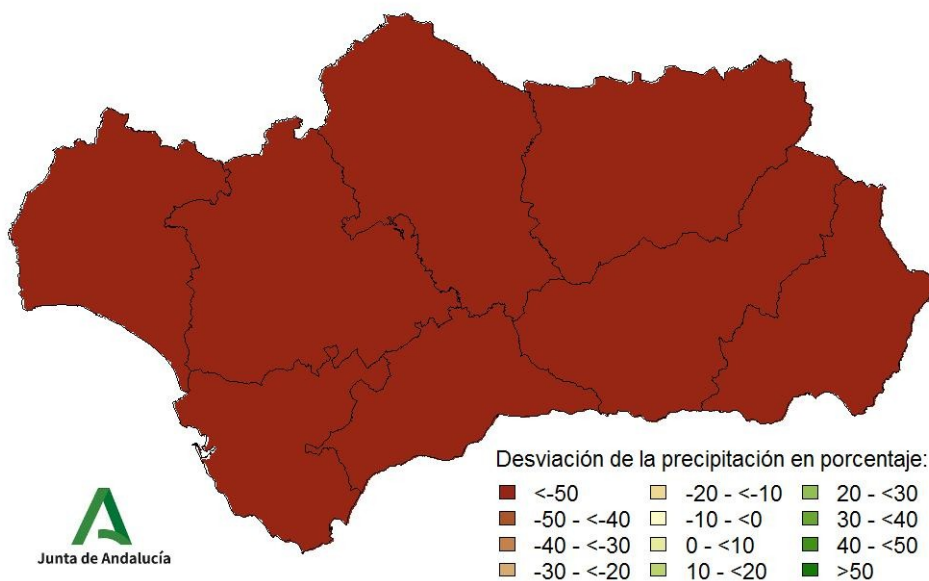 Desviación de la precipitación en porcentaje:
<-50
-50 - <-40
-40 - <-30
-30 - <-20
-20 - <-10
-10 - <0
0 - <10
10 - <20
20 - <30
30 - <40
40 - <50
>50
Junta de Andalucía